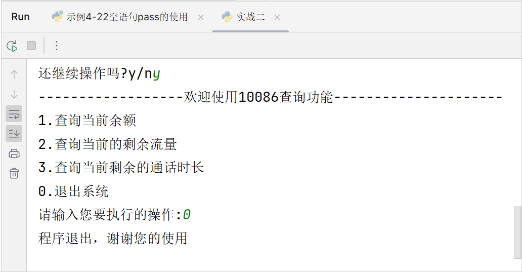 Run 示例4-22空语句pass的使用 实战二
还继续操作吗?y/ny
-----------------欢迎使用10086查询功能--------------------
1.查询当前余额
2.查询当前的剩余流量
3.查询当前剩余的通话时长
0.退出系统
请输入您要执行的操作:0
程序退出，谢谢您的使用